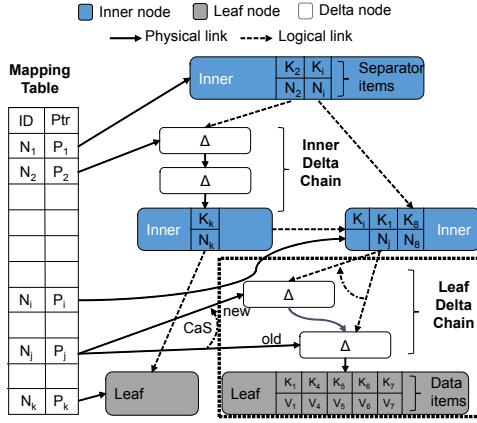 Inner node Leaf node Delta node
Physical link Logical link
Mapping
Table
ID Ptr
N1 P1
N2 P2
Ni Pi
Nj Pj
Nk Pk
Inner
K2 Ki
N2 Ni
Separator
items
Δ
Δ
Inner
Delta
Chain
Inner
Kk
Nk
Ki K1 K8
Nj N8
Inner
Δ
new
CaS
old
Δ
Leaf
Delta
Chain
Leaf
Leaf
K1 K4 K5 K6 K7
V1 V4 V5 V6 V7
Data
items